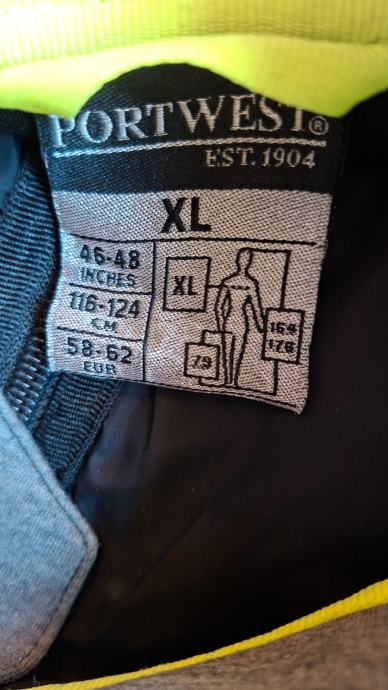 PORTWEST®
EST. 1904
XL
46-48
INCHES
116-124
CM
58-62
EUR
XL
164
176
79